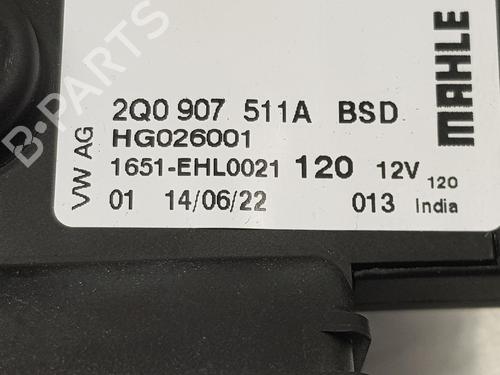 2Q0 907 511A BSD
HG026001
1651-EHL0021 120 12V 120
01 14/06/22 013 India
VW AG
MAHLE
B-PARTS